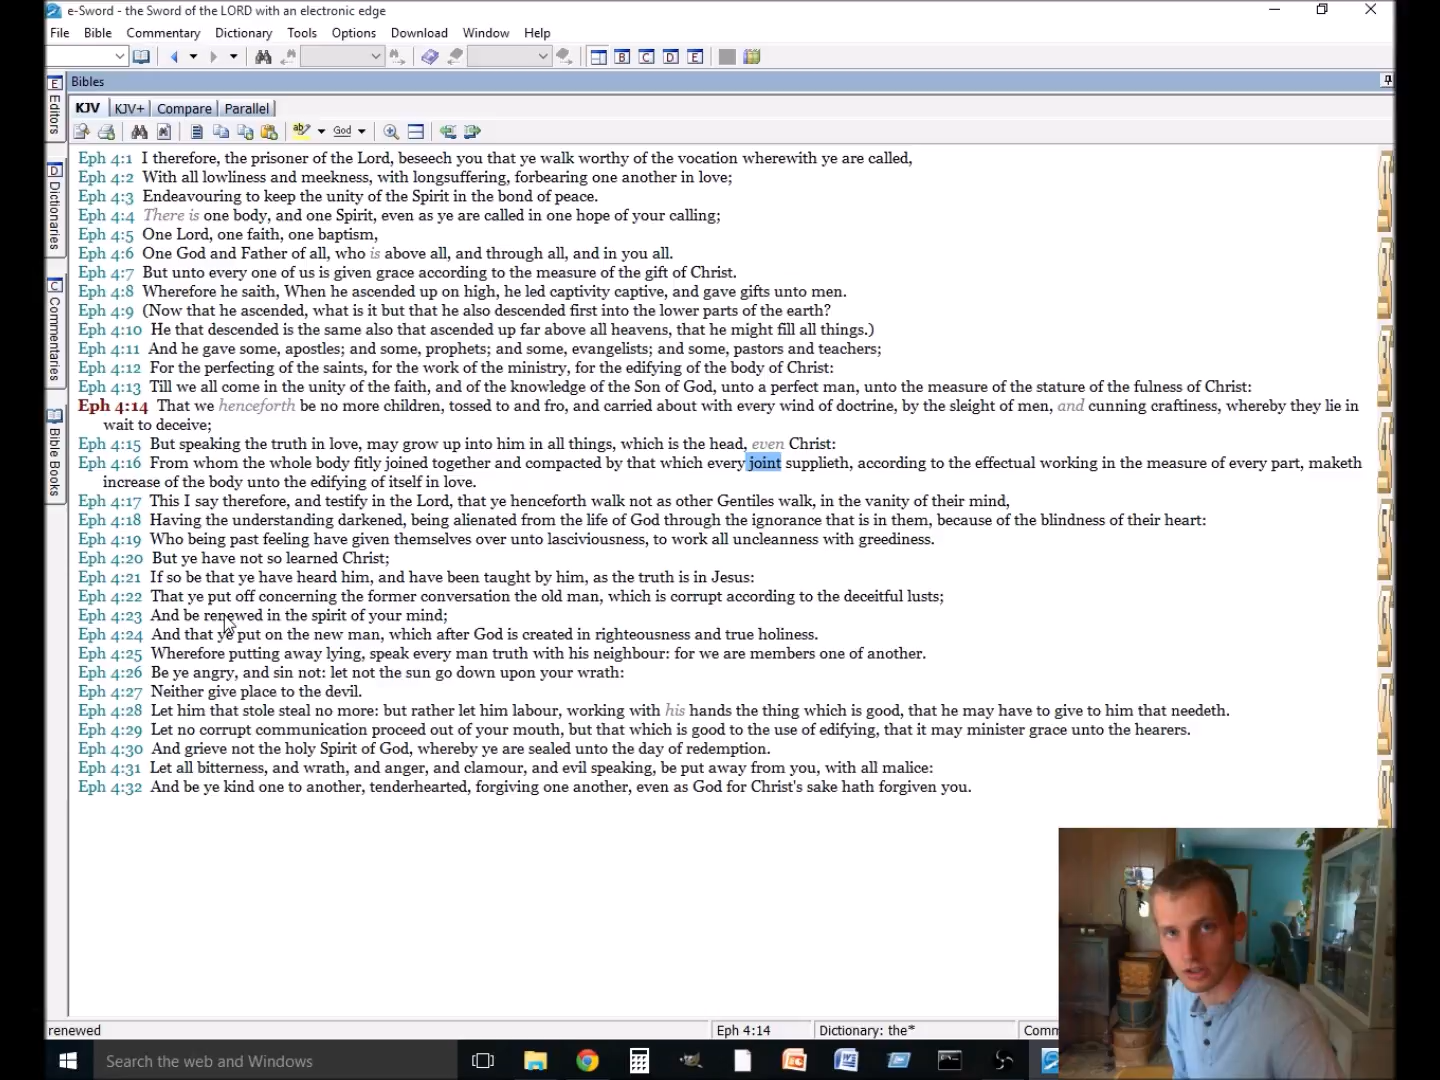 e-Sword - the Sword of the LORD with an electronic edge
File Bible Commentary Dictionary Tools Options Download Window Help
B C D E
Bibles
E Editors
D Dictionaries
C Commentaries
Bible Books
KJV KJV+ Compare Parallel
ab God
Eph 4:1 I therefore, the prisoner of the Lord, beseech you that ye walk worthy of the vocation wherewith ye are called,
Eph 4:2 With all lowliness and meekness, with longsuffering, forbearing one another in love;
Eph 4:3 Endeavouring to keep the unity of the Spirit in the bond of peace.
Eph 4:4 There is one body, and one Spirit, even as ye are called in one hope of your calling;
Eph 4:5 One Lord, one faith, one baptism,
Eph 4:6 One God and Father of all, who is above all, and through all, and in you all.
Eph 4:7 But unto every one of us is given grace according to the measure of the gift of Christ.
Eph 4:8 Wherefore he saith, When he ascended up on high, he led captivity captive, and gave gifts unto men.
Eph 4:9 (Now that he ascended, what is it but that he also descended first into the lower parts of the earth?
Eph 4:10 He that descended is the same also that ascended up far above all heavens, that he might fill all things.)
Eph 4:11 And he gave some, apostles; and some, prophets; and some, evangelists; and some, pastors and teachers;
Eph 4:12 For the perfecting of the saints, for the work of the ministry, for the edifying of the body of Christ:
Eph 4:13 Till we all come in the unity of the faith, and of the knowledge of the Son of God, unto a perfect man, unto the measure of the stature of the fulness of Christ:
Eph 4:14 That we henceforth be no more children, tossed to and fro, and carried about with every wind of doctrine, by the sleight of men, and cunning craftiness, whereby they lie in
wait to deceive;
Eph 4:15 But speaking the truth in love, may grow up into him in all things, which is the head, even Christ:
Eph 4:16 From whom the whole body fitly joined together and compacted by that which every joint supplieth, according to the effectual working in the measure of every part, maketh
increase of the body unto the edifying of itself in love.
Eph 4:17 This I say therefore, and testify in the Lord, that ye henceforth walk not as other Gentiles walk, in the vanity of their mind,
Eph 4:18 Having the understanding darkened, being alienated from the life of God through the ignorance that is in them, because of the blindness of their heart:
Eph 4:19 Who being past feeling have given themselves over unto lasciviousness, to work all uncleanness with greediness.
Eph 4:20 But ye have not so learned Christ;
Eph 4:21 If so be that ye have heard him, and have been taught by him, as the truth is in Jesus:
Eph 4:22 That ye put off concerning the former conversation the old man, which is corrupt according to the deceitful lusts;
Eph 4:23 And be renewed in the spirit of your mind;
Eph 4:24 And that ye put on the new man, which after God is created in righteousness and true holiness.
Eph 4:25 Wherefore putting away lying, speak every man truth with his neighbour: for we are members one of another.
Eph 4:26 Be ye angry, and sin not: let not the sun go down upon your wrath:
Eph 4:27 Neither give place to the devil.
Eph 4:28 Let him that stole steal no more: but rather let him labour, working with his hands the thing which is good, that he may have to give to him that needeth.
Eph 4:29 Let no corrupt communication proceed out of your mouth, but that which is good to the use of edifying, that it may minister grace unto the hearers.
Eph 4:30 And grieve not the holy Spirit of God, whereby ye are sealed unto the day of redemption.
Eph 4:31 Let all bitterness, and wrath, and anger, and clamour, and evil speaking, be put away from you, with all malice:
Eph 4:32 And be ye kind one to another, tenderhearted, forgiving one another, even as God for Christ's sake hath forgiven you.
renewed Eph 4:14 Dictionary: the* Comm
Search the web and Windows